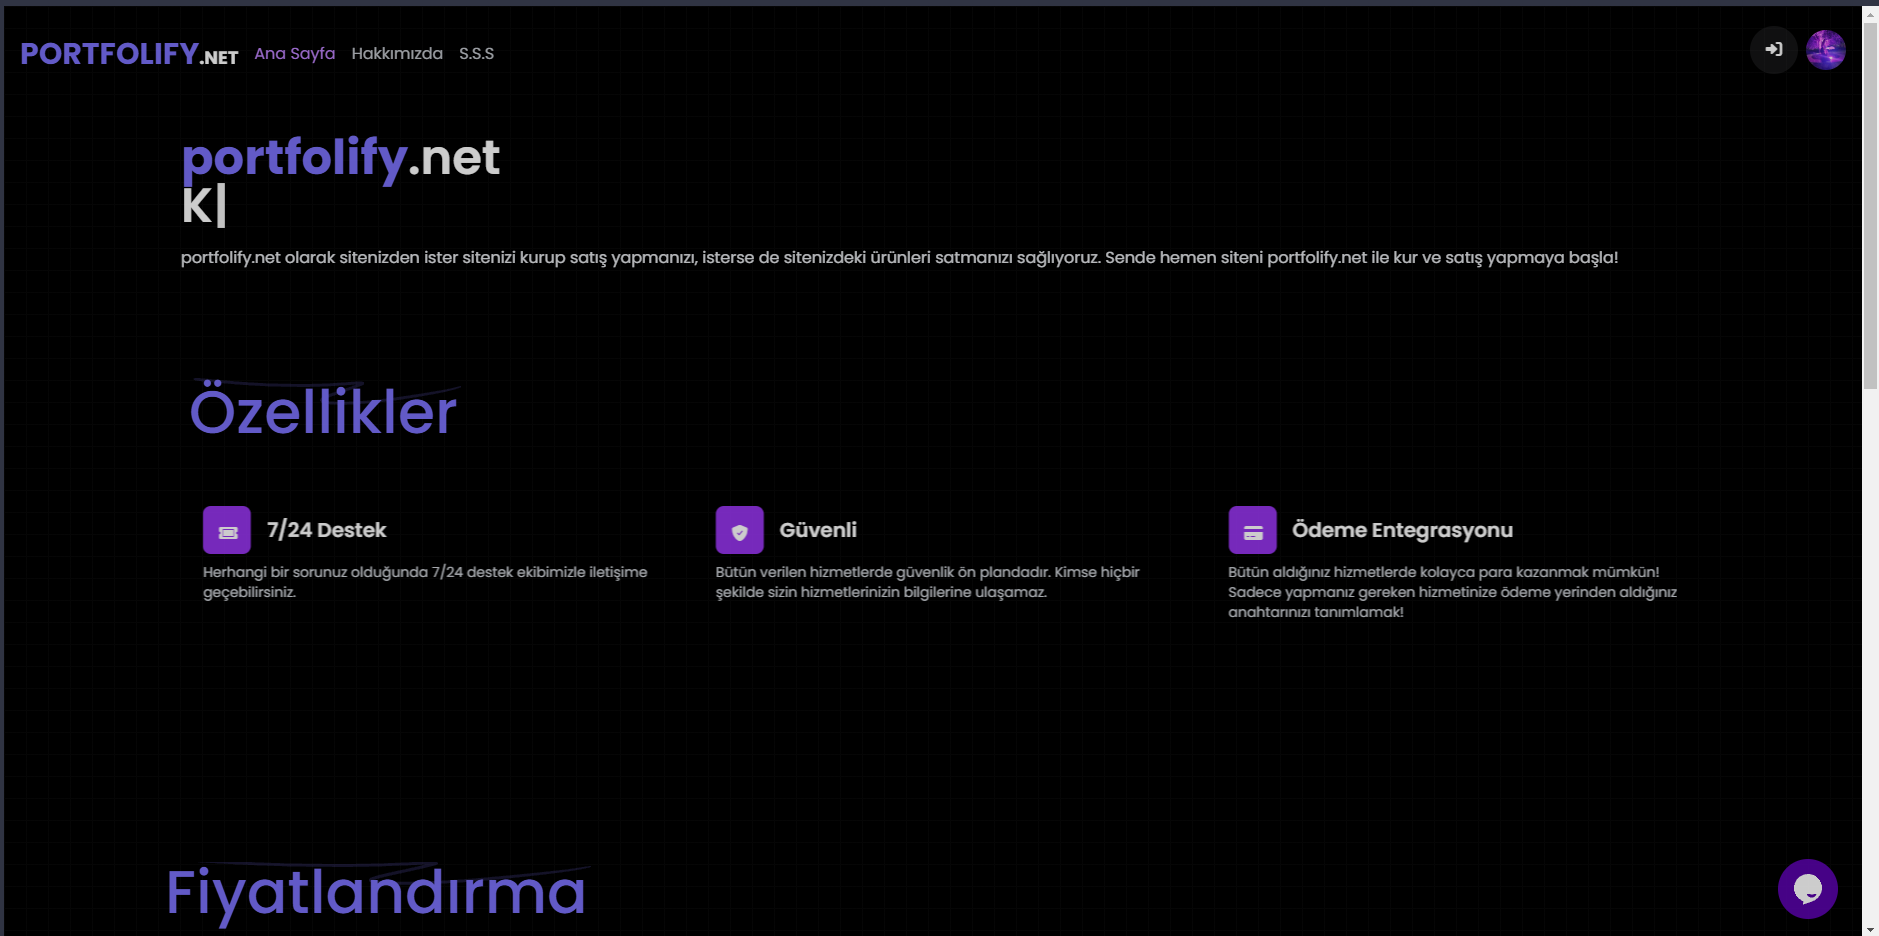 PORTFOLIFY.NET Ana Sayfa Hakkımızda S.S.S
portfolify.net
K|
portfolify.net olarak sitenizden ister sitenizi kurup satış yapmanızı, isterse de sitenizdeki ürünleri satmanızı sağlıyoruz. Sende hemen siteni portfolify.net ile kur ve satış yapmaya başla!
Özellikler
7/24 Destek
Herhangi bir sorunuz olduğunda 7/24 destek ekibimizle iletişime
geçebilirsiniz.
Güvenli
Bütün verilen hizmetlerde güvenlik ön plandadır. Kimse hiçbir
şekilde sizin hizmetlerinizin bilgilerine ulaşamaz.
Ödeme Entegrasyonu
Bütün aldığınız hizmetlerde kolayca para kazanmak mümkün!
Sadece yapmanız gereken hizmetinize ödeme yerinden aldığınız
anahtarınızı tanımlamak!
Fiyatlandırma